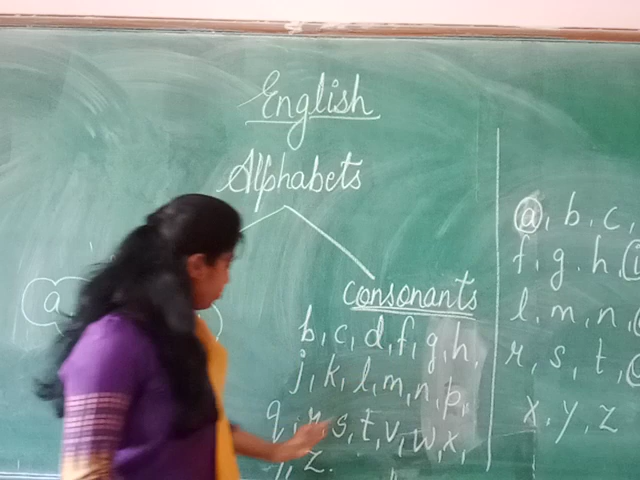 English
Alphabets
consonants
a
b, c, d, f, g, h,
j, k, l, m, n, p,
q, r, s, t, v, w, x,
y, z.
a, b, c,
f, g, h, i
l, m, n,
r, s, t,
x, y, z